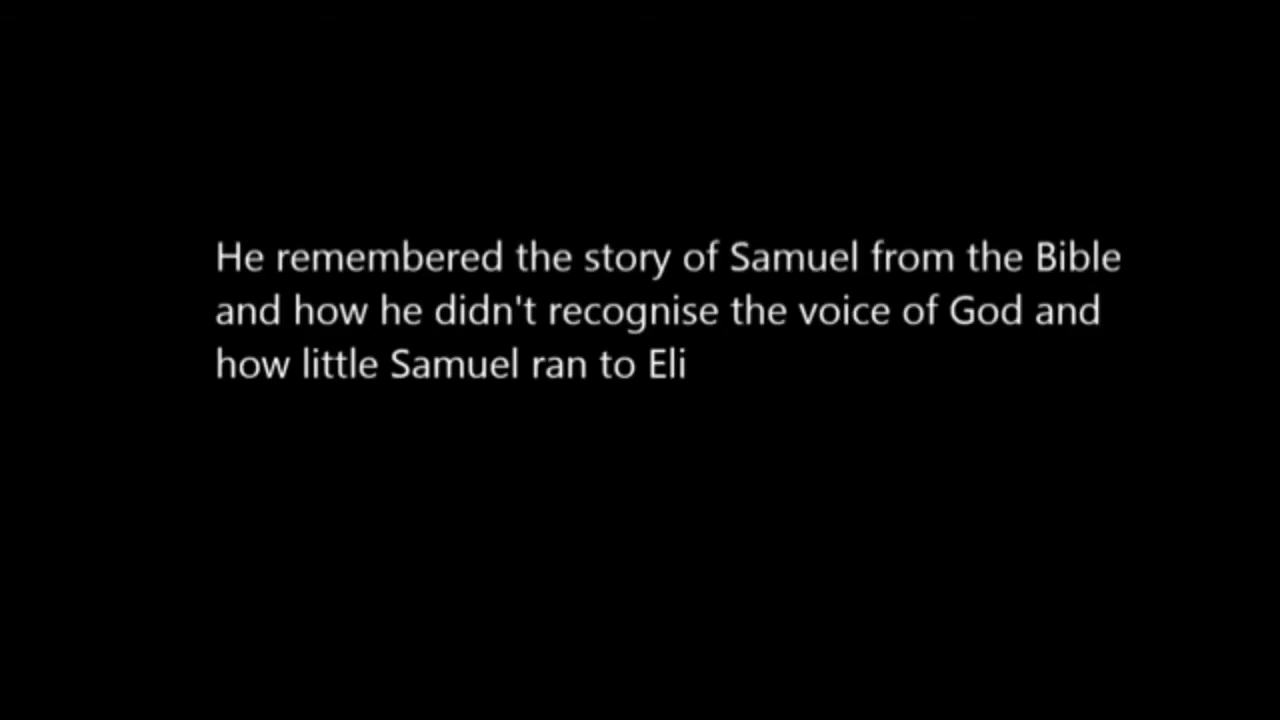 He remembered the story of Samuel from the Bible
and how he didn't recognise the voice of God and
how little Samuel ran to Eli